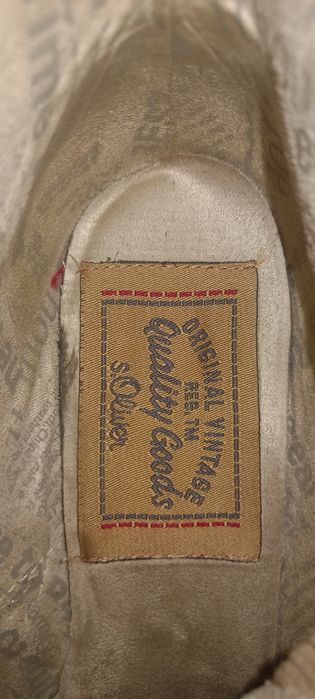 ORIGINAL VINTAGE
REG. TM
Quality Goods
s.Oliver